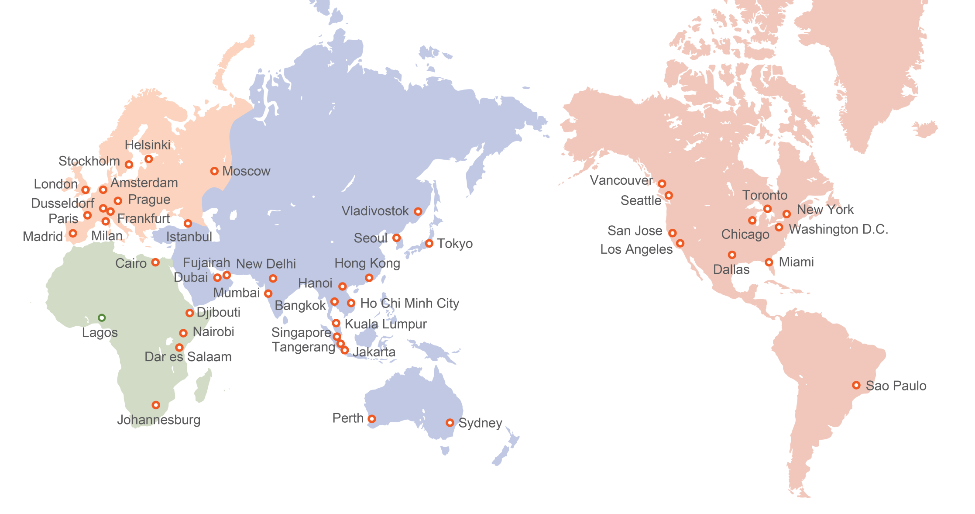 Helsinki
Stockholm
Moscow
London
Amsterdam
Dusseldorf
Prague
Paris
Frankfurt
Madrid
Milan
Istanbul
Vladivostok
Seoul
Tokyo
Cairo
Fujairah
New Delhi
Hong Kong
Dubai
Hanoi
Mumbai
Bangkok
Ho Chi Minh City
Djibouti
Lagos
Nairobi
Kuala Lumpur
Singapore
Tangerang
Jakarta
Dar es Salaam
Johannesburg
Perth
Sydney
Vancouver
Seattle
Toronto
New York
San Jose
Chicago
Washington D.C.
Los Angeles
Dallas
Miami
Sao Paulo